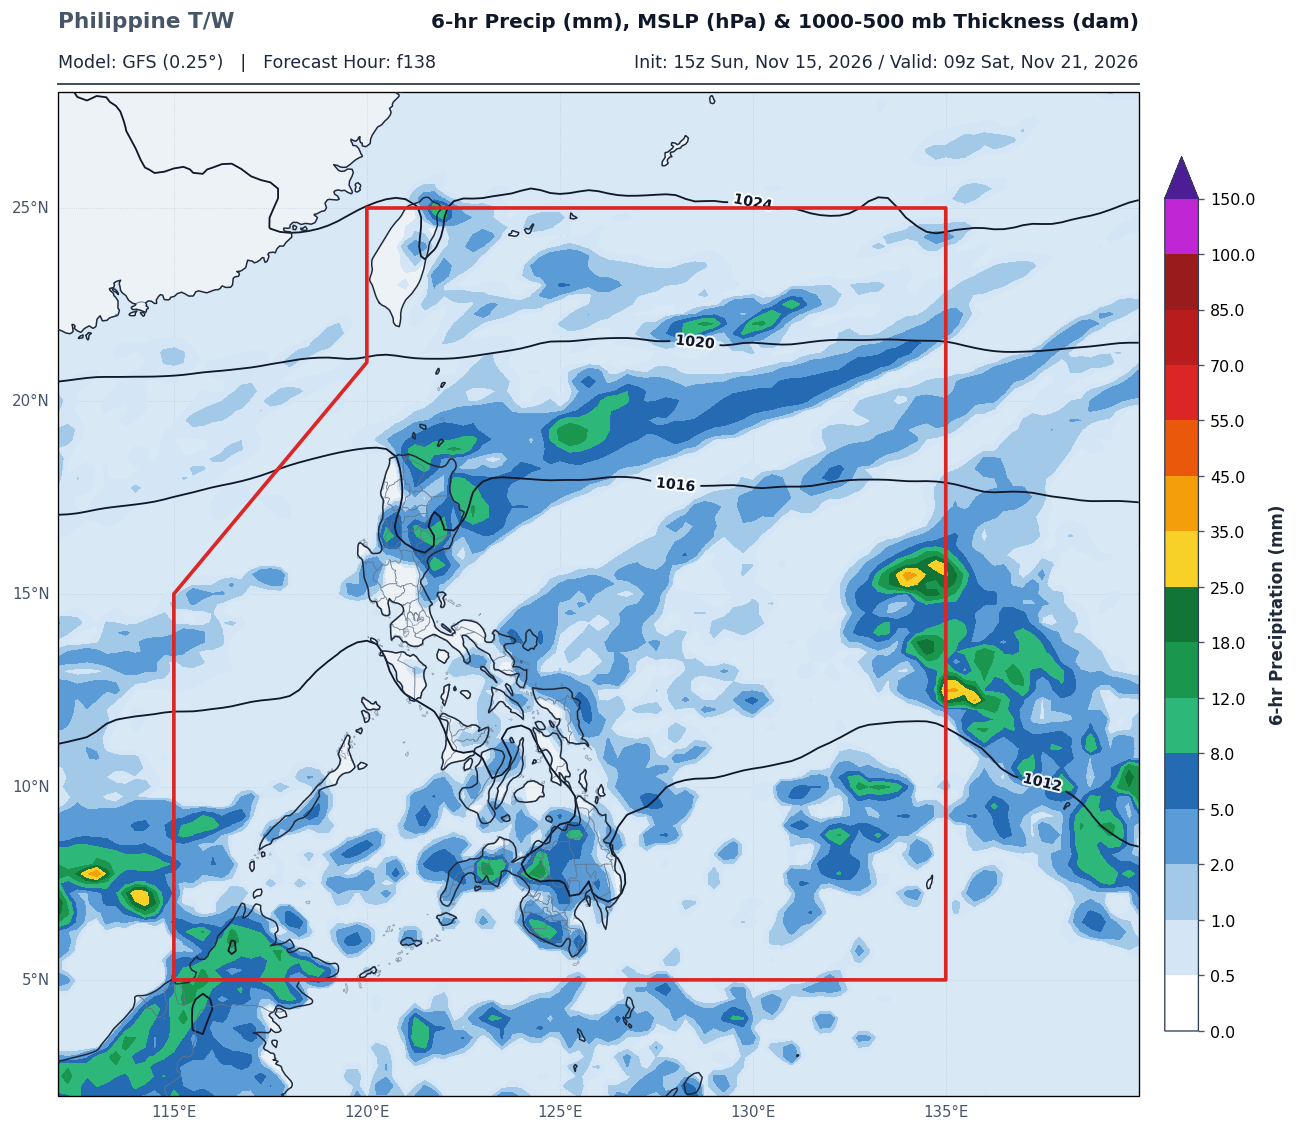 Philippine T/W
6-hr Precip (mm), MSLP (hPa) & 1000-500 mb Thickness (dam)
Model: GFS (0.25°) | Forecast Hour: f138
Init: 15z Sun, Nov 15, 2026 / Valid: 09z Sat, Nov 21, 2026
25°N
20°N
15°N
10°N
5°N
115°E
120°E
125°E
130°E
135°E
1024
1020
1016
1012
150.0
100.0
85.0
70.0
55.0
45.0
35.0
25.0
18.0
12.0
8.0
5.0
2.0
1.0
0.5
0.0
6-hr Precipitation (mm)